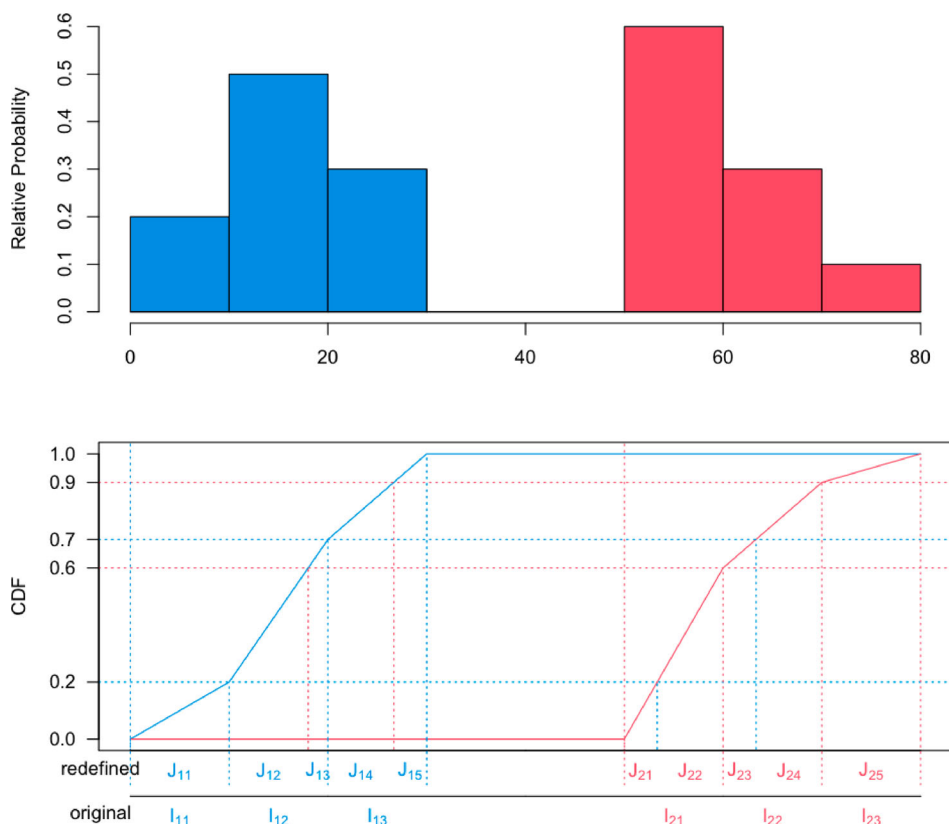 Relative Probability
0.6
0.5
0.4
0.3
0.2
0.1
0.0
0 20 40 60 80
CDF
1.0
0.9
0.7
0.6
0.2
0.0
redefined J₁₁ J₁₂ J₁₃ J₁₄ J₁₅ J₂₁ J₂₂ J₂₃ J₂₄ J₂₅
original I₁₁ I₁₂ I₁₃ I₂₁ I₂₂ I₂₃